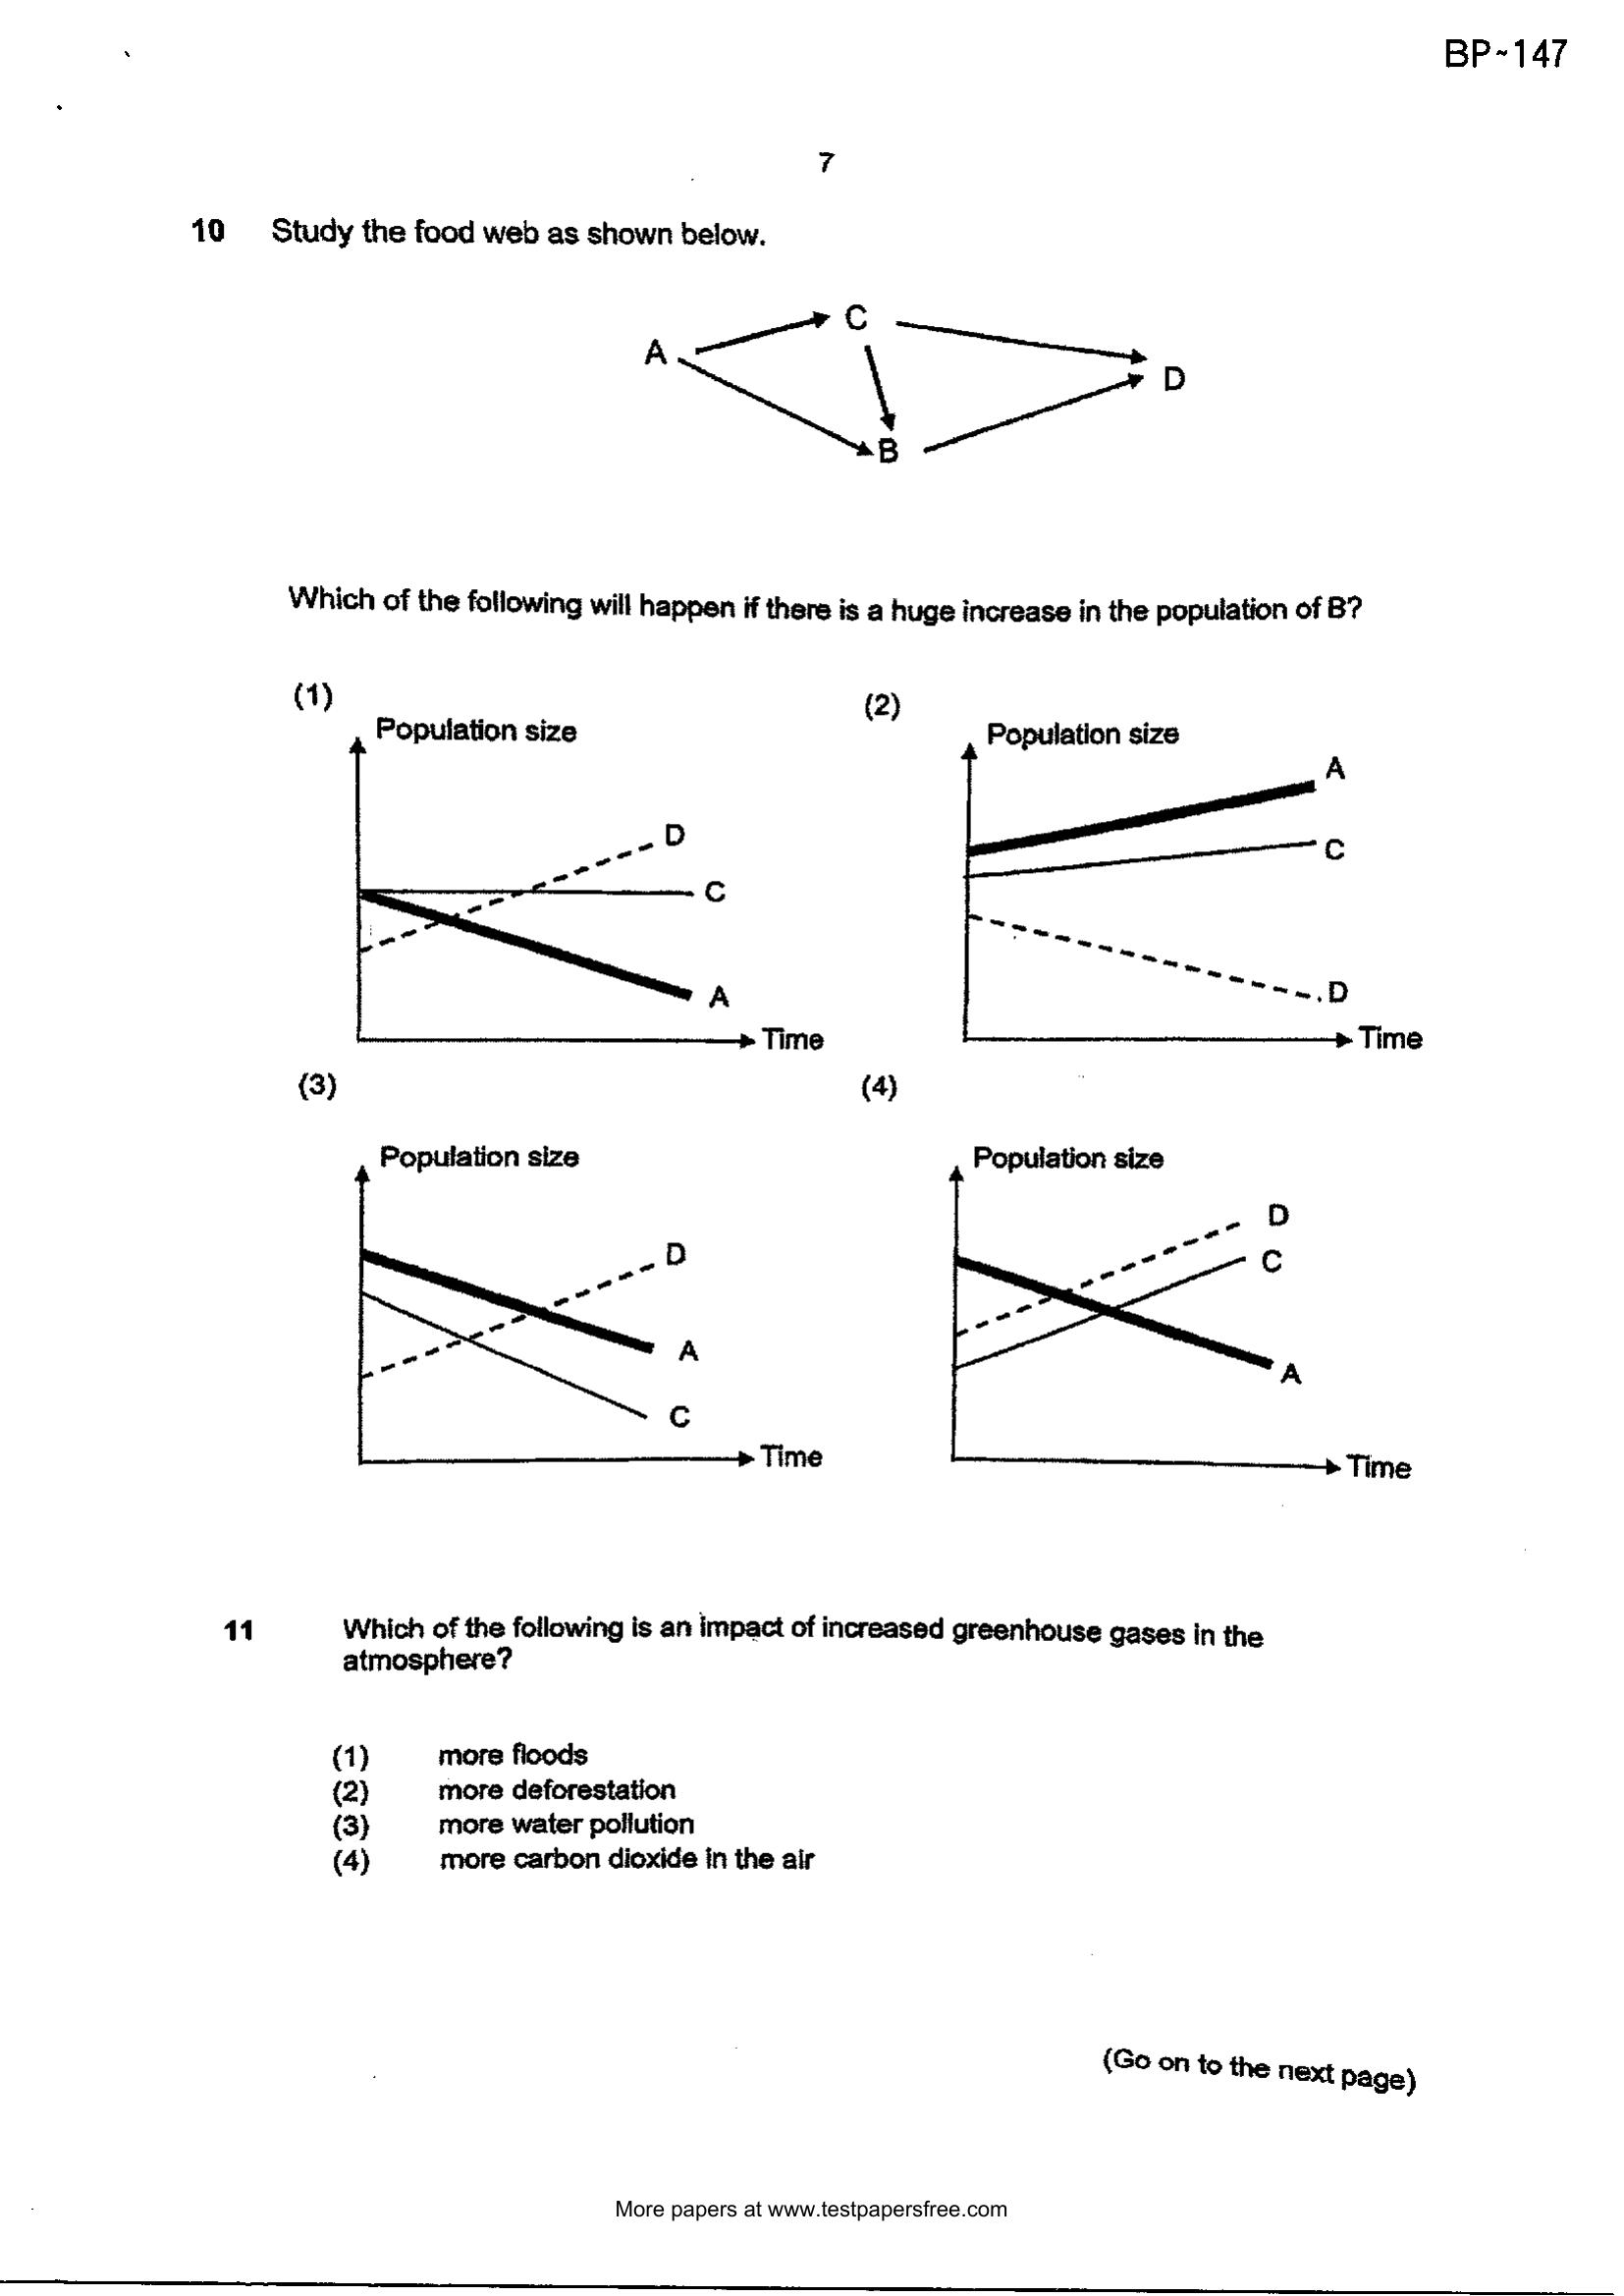 BP~147
7
10 Study the food web as shown below.
C
A
D
B
Which of the following will happen if there is a huge increase in the population of B?
(1)
Population size
D
C
A
Time
(2)
Population size
A
C
D
Time
(3)
Population size
D
A
C
Time
(4)
Population size
D
C
A
Time
11 Which of the following is an impact of increased greenhouse gases in the
atmosphere?
(1) more floods
(2) more deforestation
(3) more water pollution
(4) more carbon dioxide in the air
(Go on to the next page)
More papers at www.testpapersfree.com